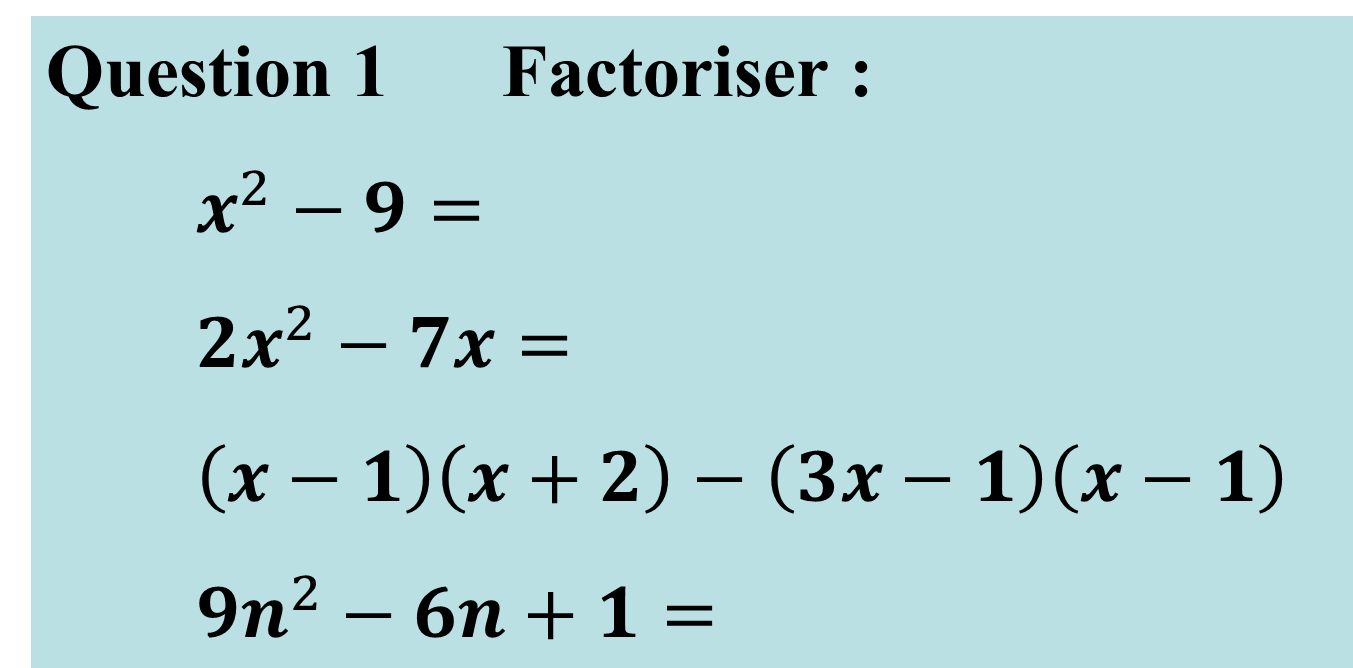 Question 1 Factoriser :
x² − 9 =
2x² − 7x =
(x − 1)(x + 2) − (3x − 1)(x − 1)
9n² − 6n + 1 =